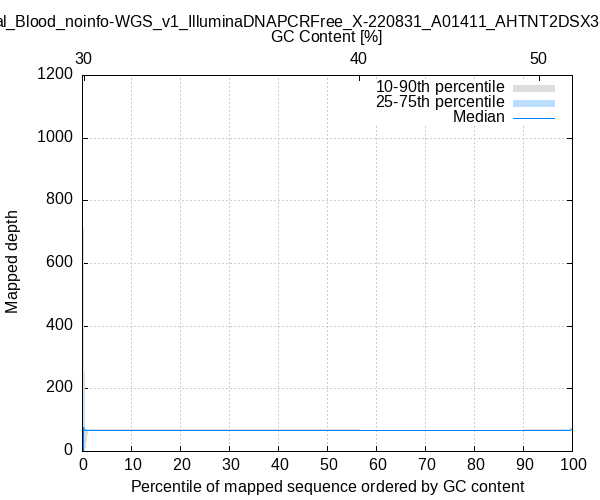 al_Blood_noinfo-WGS_v1_IlluminaDNAPCRFree_X-220831_A01411_AHTNT2DSX3
GC Content [%]
30 40 50
1200
1000
800
600
400
200
0
Mapped depth
10-90th percentile
25-75th percentile
Median
0 10 20 30 40 50 60 70 80 90 100
Percentile of mapped sequence ordered by GC content